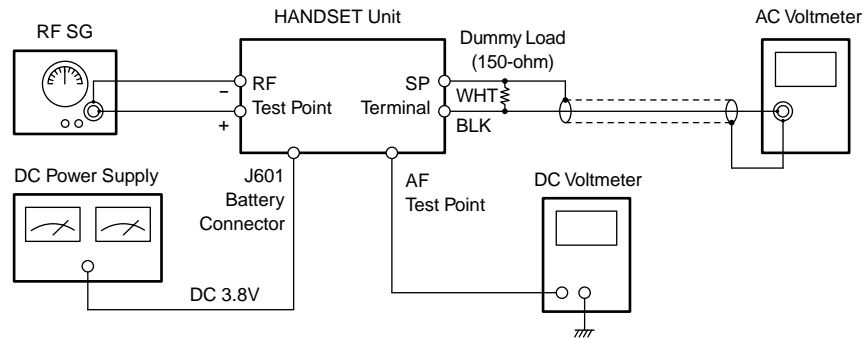 HANDSET Unit
RF SG
Dummy Load
(150-ohm)
AC Voltmeter
–
RF
SP
WHT
Test Point
Terminal
+
BLK
DC Power Supply
J601
Battery
Connector
AF
Test Point
DC Voltmeter
DC 3.8V